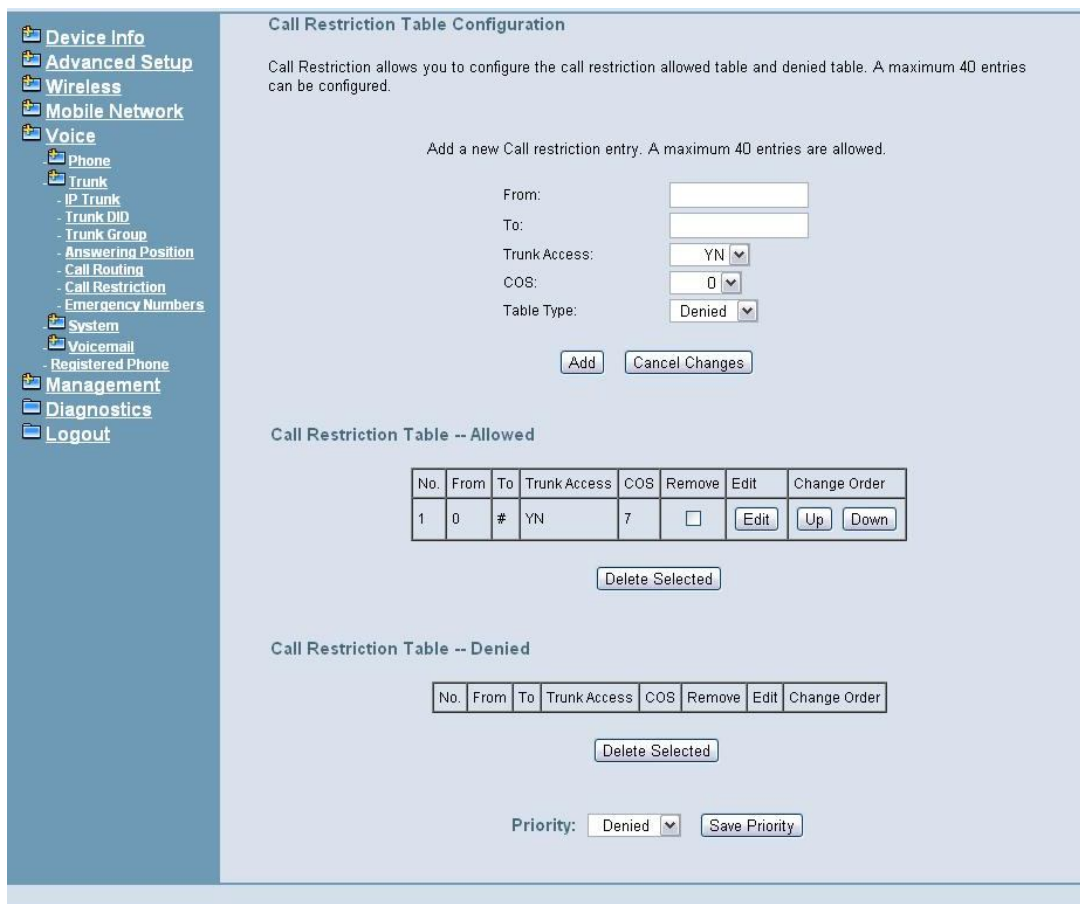 Device Info
Advanced Setup
Wireless
Mobile Network
Voice
Phone
Trunk
- IP Trunk
- Trunk DID
- Trunk Group
- Answering Position
- Call Routing
- Call Restriction
- Emergency Numbers
System
Voicemail
- Registered Phone
Management
Diagnostics
Logout
Call Restriction Table Configuration
Call Restriction allows you to configure the call restriction allowed table and denied table. A maximum 40 entries
can be configured.
Add a new Call restriction entry. A maximum 40 entries are allowed.
From:
To:
Trunk Access: YN
COS: 0
Table Type: Denied
Add Cancel Changes
Call Restriction Table -- Allowed
No. From To Trunk Access COS Remove Edit Change Order
1 0 # YN 7 Edit Up Down
Delete Selected
Call Restriction Table -- Denied
No. From To Trunk Access COS Remove Edit Change Order
Delete Selected
Priority: Denied Save Priority